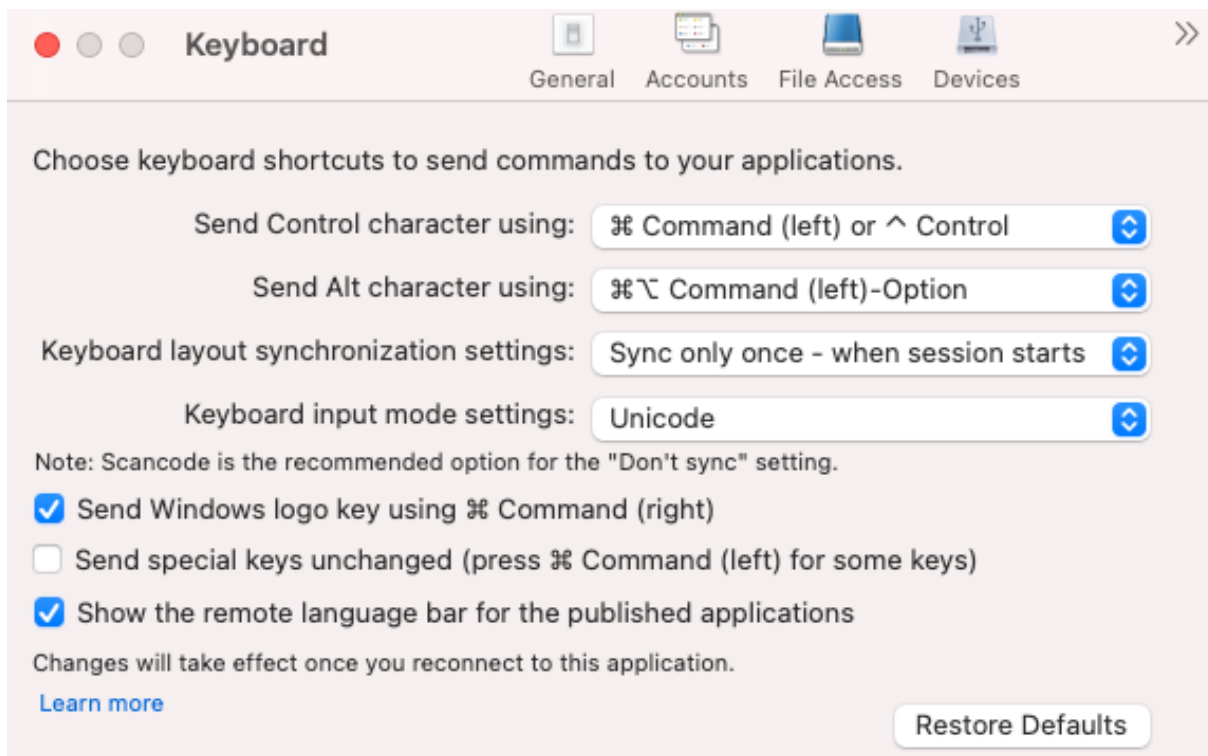 Keyboard
General Accounts File Access Devices
Choose keyboard shortcuts to send commands to your applications.
Send Control character using: ⌘ Command (left) or ^ Control
Send Alt character using: ⌘⌥ Command (left)-Option
Keyboard layout synchronization settings: Sync only once - when session starts
Keyboard input mode settings: Unicode
Note: Scancode is the recommended option for the "Don't sync" setting.
Send Windows logo key using ⌘ Command (right)
Send special keys unchanged (press ⌘ Command (left) for some keys)
Show the remote language bar for the published applications
Changes will take effect once you reconnect to this application.
Learn more
Restore Defaults